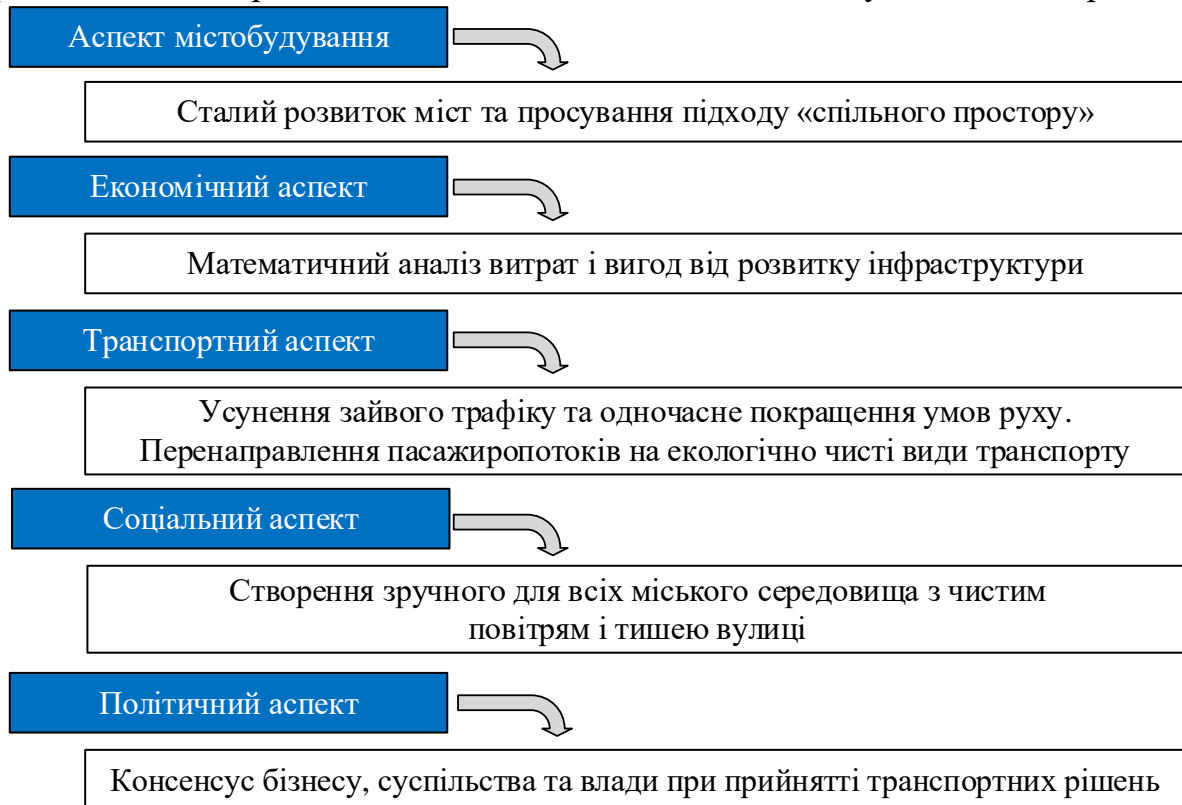 Аспект містобудування
Сталий розвиток міст та просування підходу «спільного простору»
Економічний аспект
Математичний аналіз витрат і вигод від розвитку інфраструктури
Транспортний аспект
Усунення зайвого трафіку та одночасне покращення умов руху.
Перенаправлення пасажиропотоків на екологічно чисті види транспорту
Соціальний аспект
Створення зручного для всіх міського середовища з чистим
повітрям і тишею вулиці
Політичний аспект
Консенсус бізнесу, суспільства та влади при прийнятті транспортних рішень